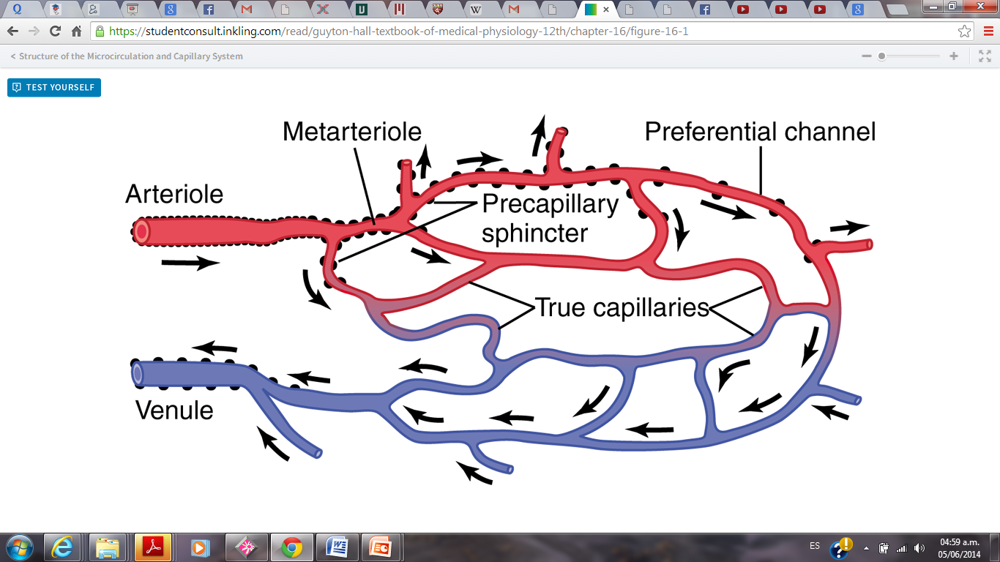 https://studentconsult.inkling.com/read/guyton-hall-textbook-of-medical-physiology-12th/chapter-16/figure-16-1
< Structure of the Microcirculation and Capillary System
TEST YOURSELF
Metarteriole
Preferential channel
Arteriole
Precapillary
sphincter
True capillaries
Venule
ES
04:59 a.m.
05/06/2014